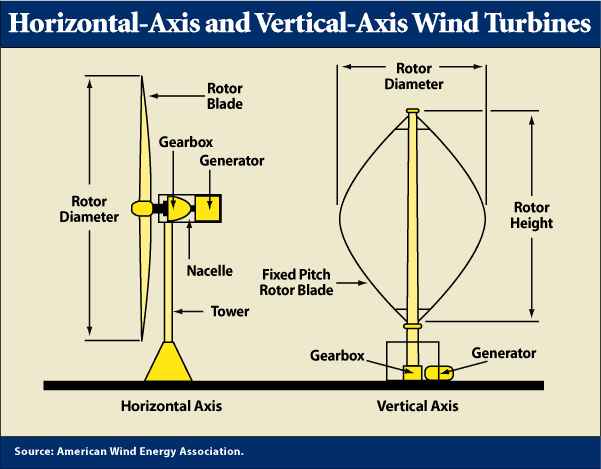 Horizontal-Axis and Vertical-Axis Wind Turbines
Rotor
Blade
Gearbox
Generator
Rotor
Diameter
Nacelle
Tower
Horizontal Axis
Rotor
Diameter
Rotor
Height
Fixed Pitch
Rotor Blade
Gearbox
Generator
Vertical Axis
Source: American Wind Energy Association.